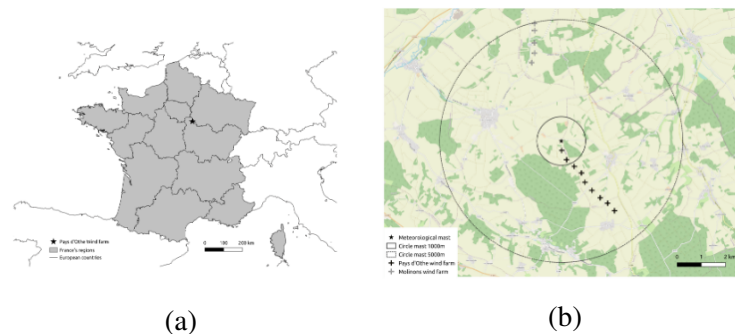 Pays d'Othe Wind farm
France's regions
European countries
0 100 200 km
(a)
Meteorological mast
Circle mast 1000m
Circle mast 5000m
Pays d'Othe wind farm
Molinons wind farm
0 1 2 km
(b)